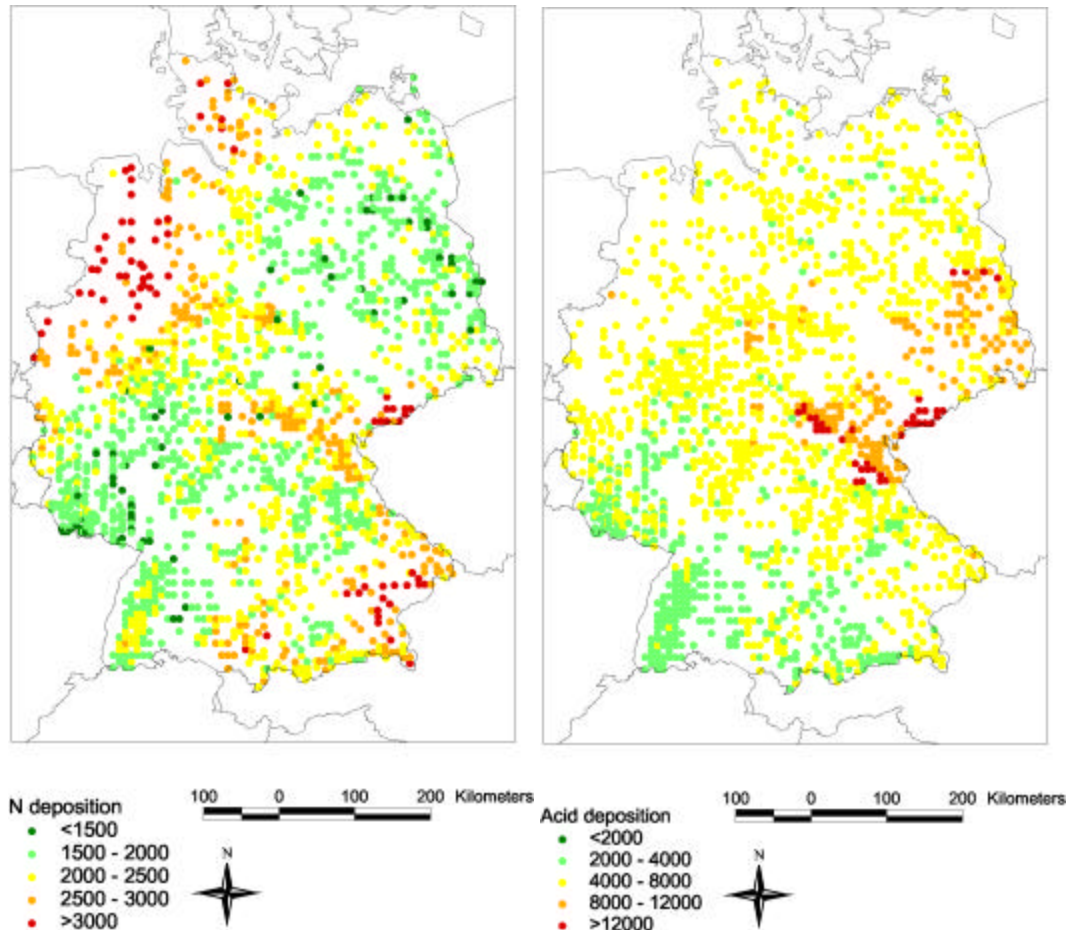 N deposition
<1500
1500 - 2000
2000 - 2500
2500 - 3000
>3000
100 0 100 200 Kilometers
N
Acid deposition
<2000
2000 - 4000
4000 - 8000
8000 - 12000
>12000
100 0 100 200 Kilometers
N